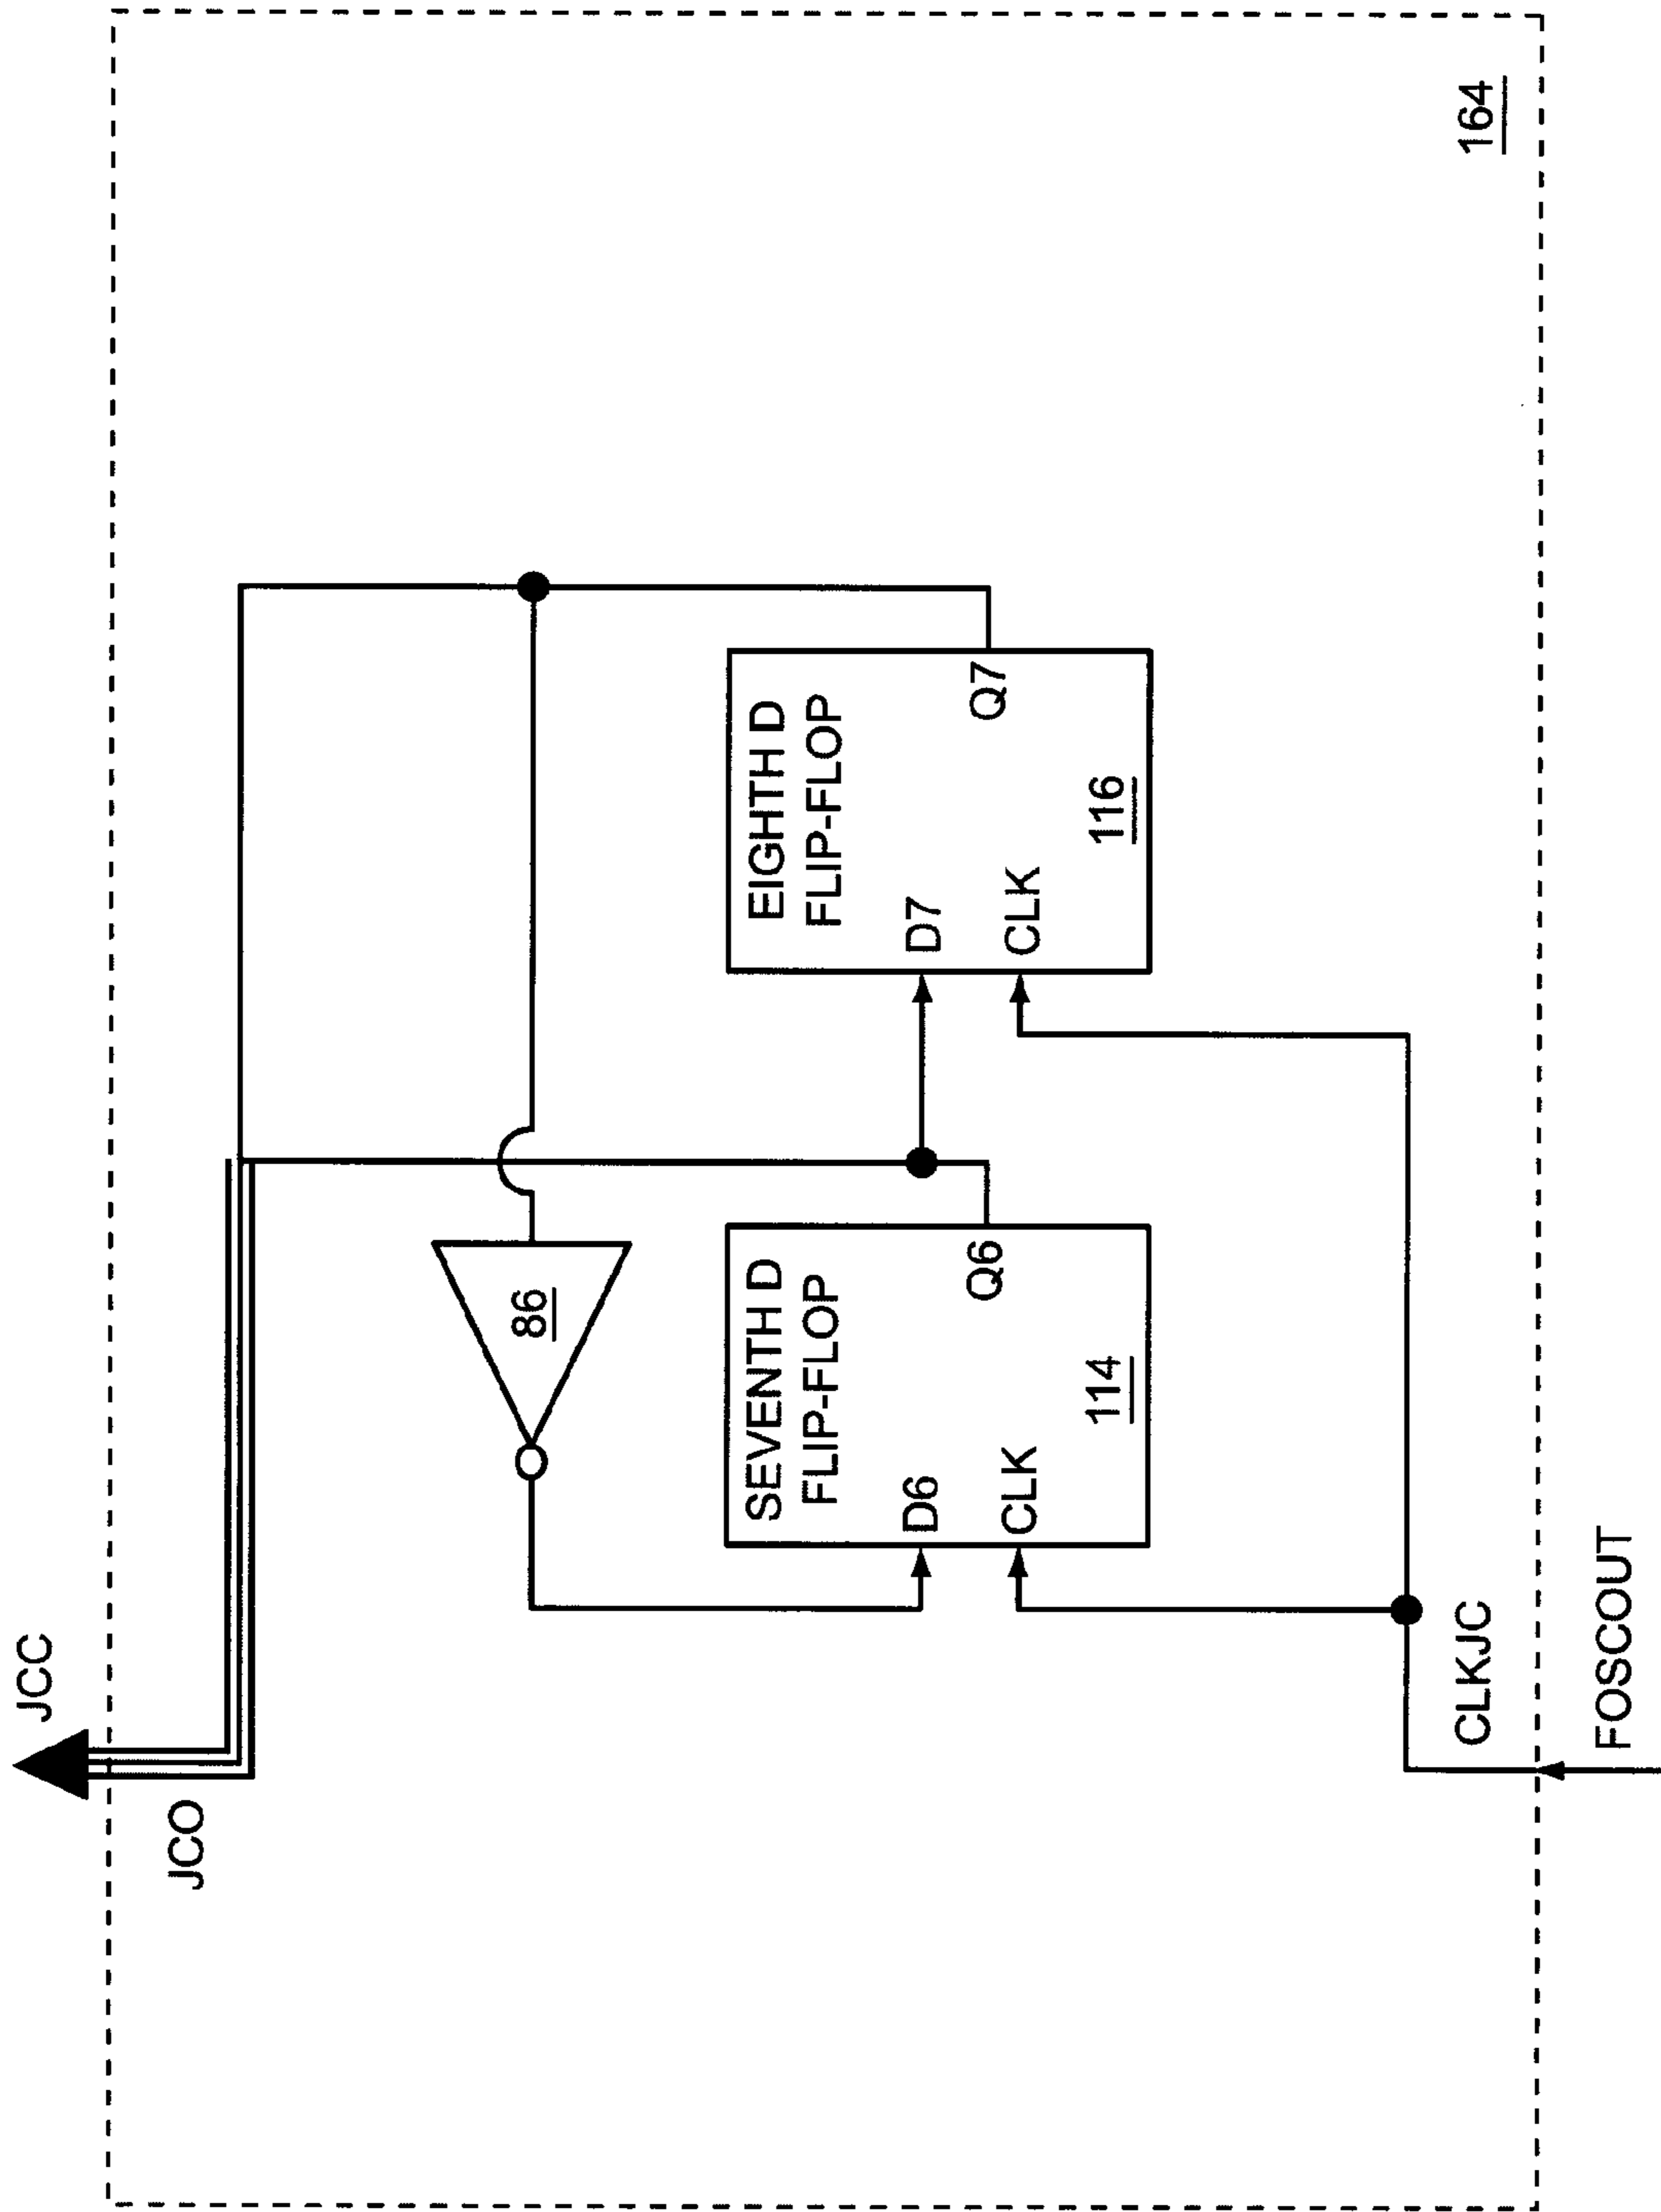 JCC
JCO
86
SEVENTH D
FLIP-FLOP
D6
Q6
CLK
114
EIGHTH D
FLIP-FLOP
D7
Q7
CLK
116
CLKJC
164
FOSCOUT